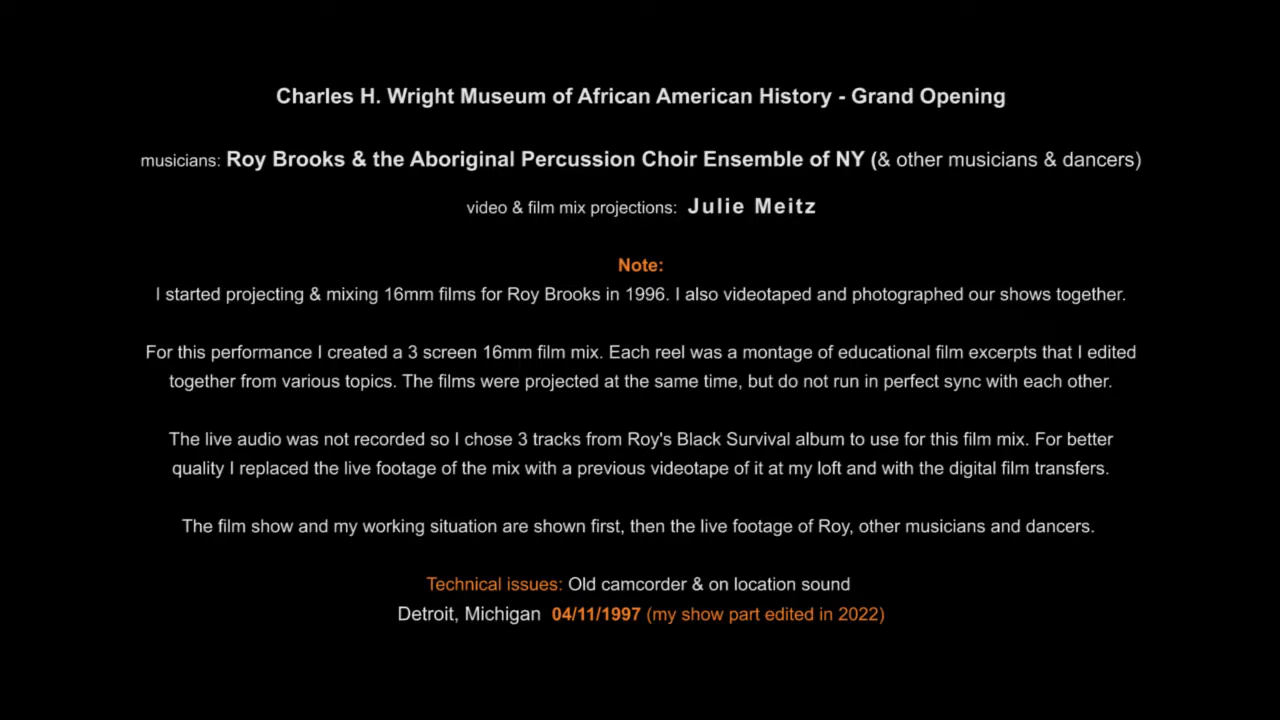 Charles H. Wright Museum of African American History - Grand Opening
musicians: Roy Brooks & the Aboriginal Percussion Choir Ensemble of NY (& other musicians & dancers)
video & film mix projections: Julie Meitz
Note:
I started projecting & mixing 16mm films for Roy Brooks in 1996. I also videotaped and photographed our shows together.
For this performance I created a 3 screen 16mm film mix. Each reel was a montage of educational film excerpts that I edited
together from various topics. The films were projected at the same time, but do not run in perfect sync with each other.
The live audio was not recorded so I chose 3 tracks from Roy's Black Survival album to use for this film mix. For better
quality I replaced the live footage of the mix with a previous videotape of it at my loft and with the digital film transfers.
The film show and my working situation are shown first, then the live footage of Roy, other musicians and dancers.
Technical issues: Old camcorder & on location sound
Detroit, Michigan 04/11/1997 (my show part edited in 2022)